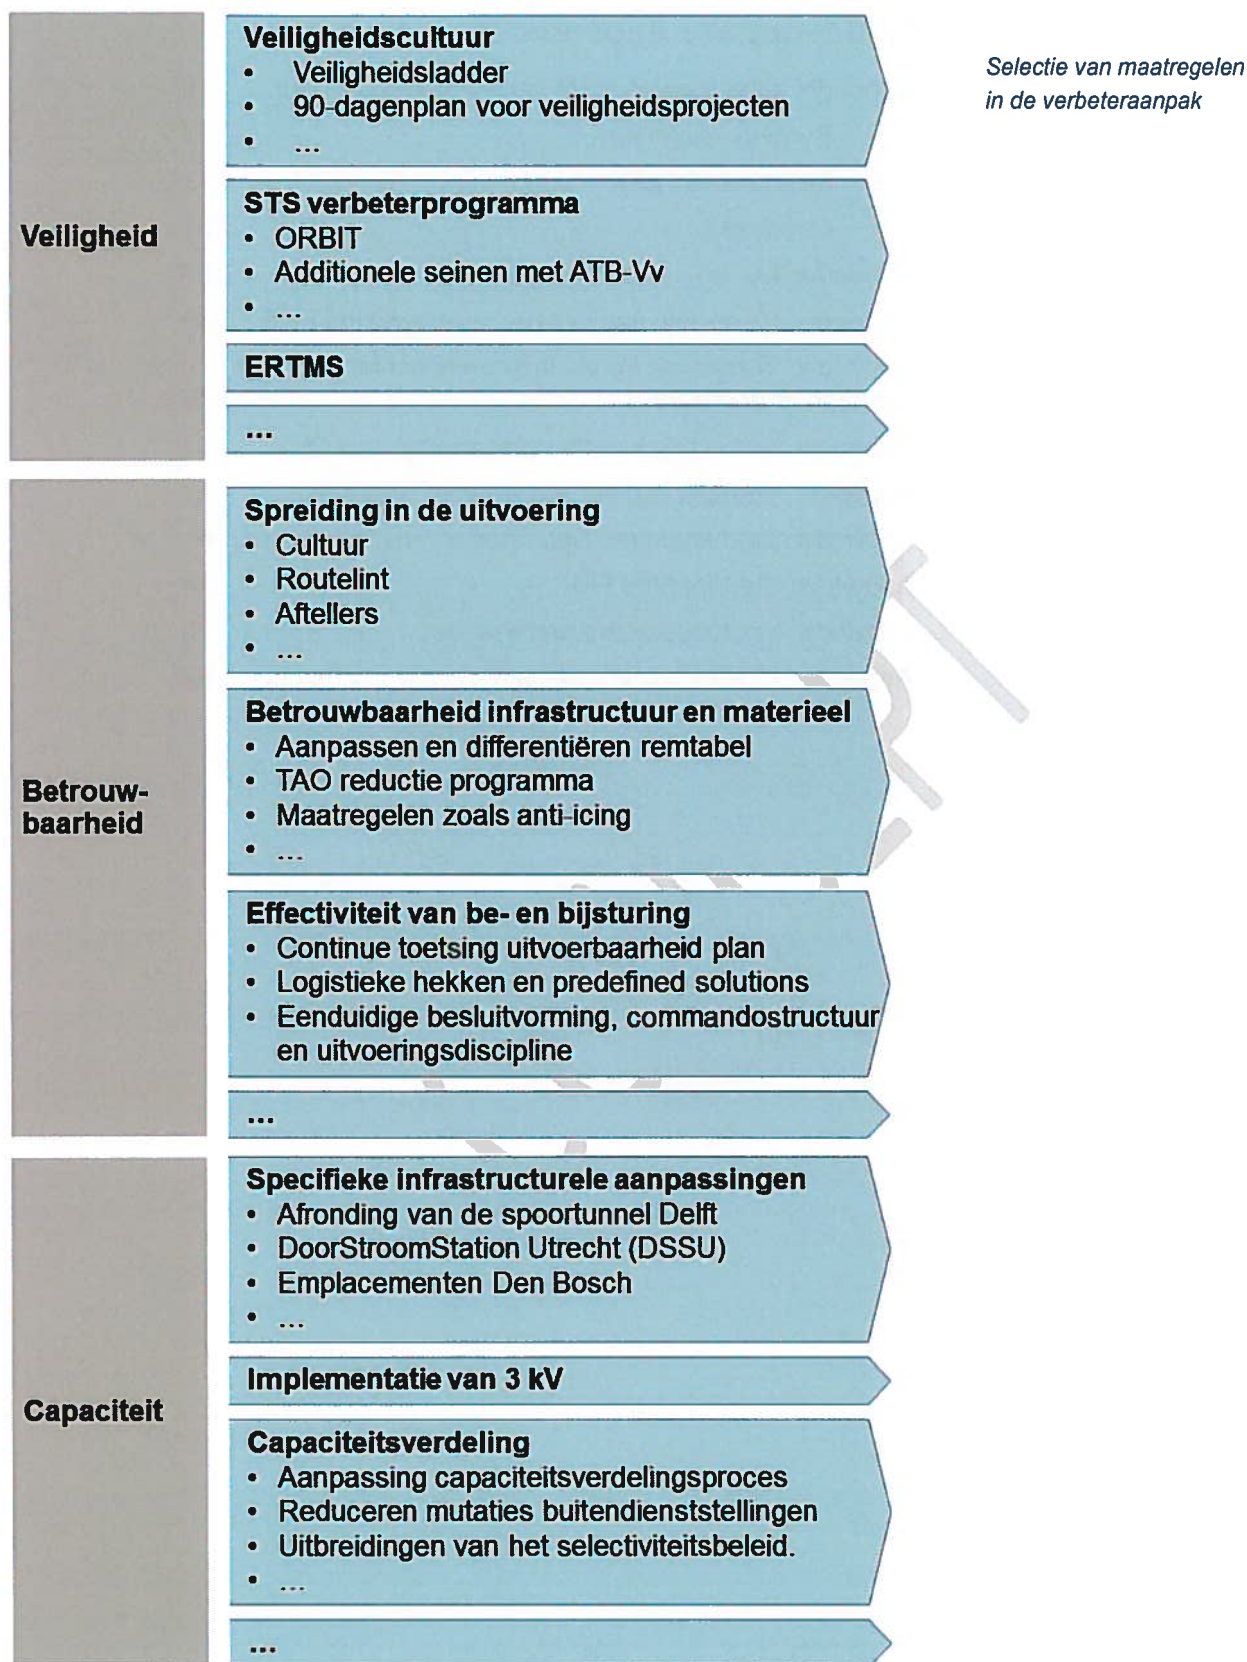 Selectie van maatregelen
in de verbeteraanpak
Veiligheid
Veiligheidscultuur
• Veiligheidsladder
• 90-dagenplan voor veiligheidsprojecten
• ...
STS verbeterprogramma
• ORBIT
• Additionele seinen met ATB-Vv
• ...
ERTMS
...
Betrouw-
baarheid
Spreiding in de uitvoering
• Cultuur
• Routelint
• Aftellers
• ...
Betrouwbaarheid infrastructuur en materieel
• Aanpassen en differentiëren remtabel
• TAO reductie programma
• Maatregelen zoals anti-icing
• ...
Effectiviteit van be- en bijsturing
• Continue toetsing uitvoerbaarheid plan
• Logistieke hekken en predefined solutions
• Eenduidige besluitvorming, commandostructuur
en uitvoeringsdiscipline
...
Capaciteit
Specifieke infrastructurele aanpassingen
• Afronding van de spoortunnel Delft
• DoorStroomStation Utrecht (DSSU)
• Emplacementen Den Bosch
• ...
Implementatie van 3 kV
Capaciteitsverdeling
• Aanpassing capaciteitsverdelingsproces
• Reduceren mutaties buitendienststellingen
• Uitbreidingen van het selectiviteitsbeleid.
• ...
...